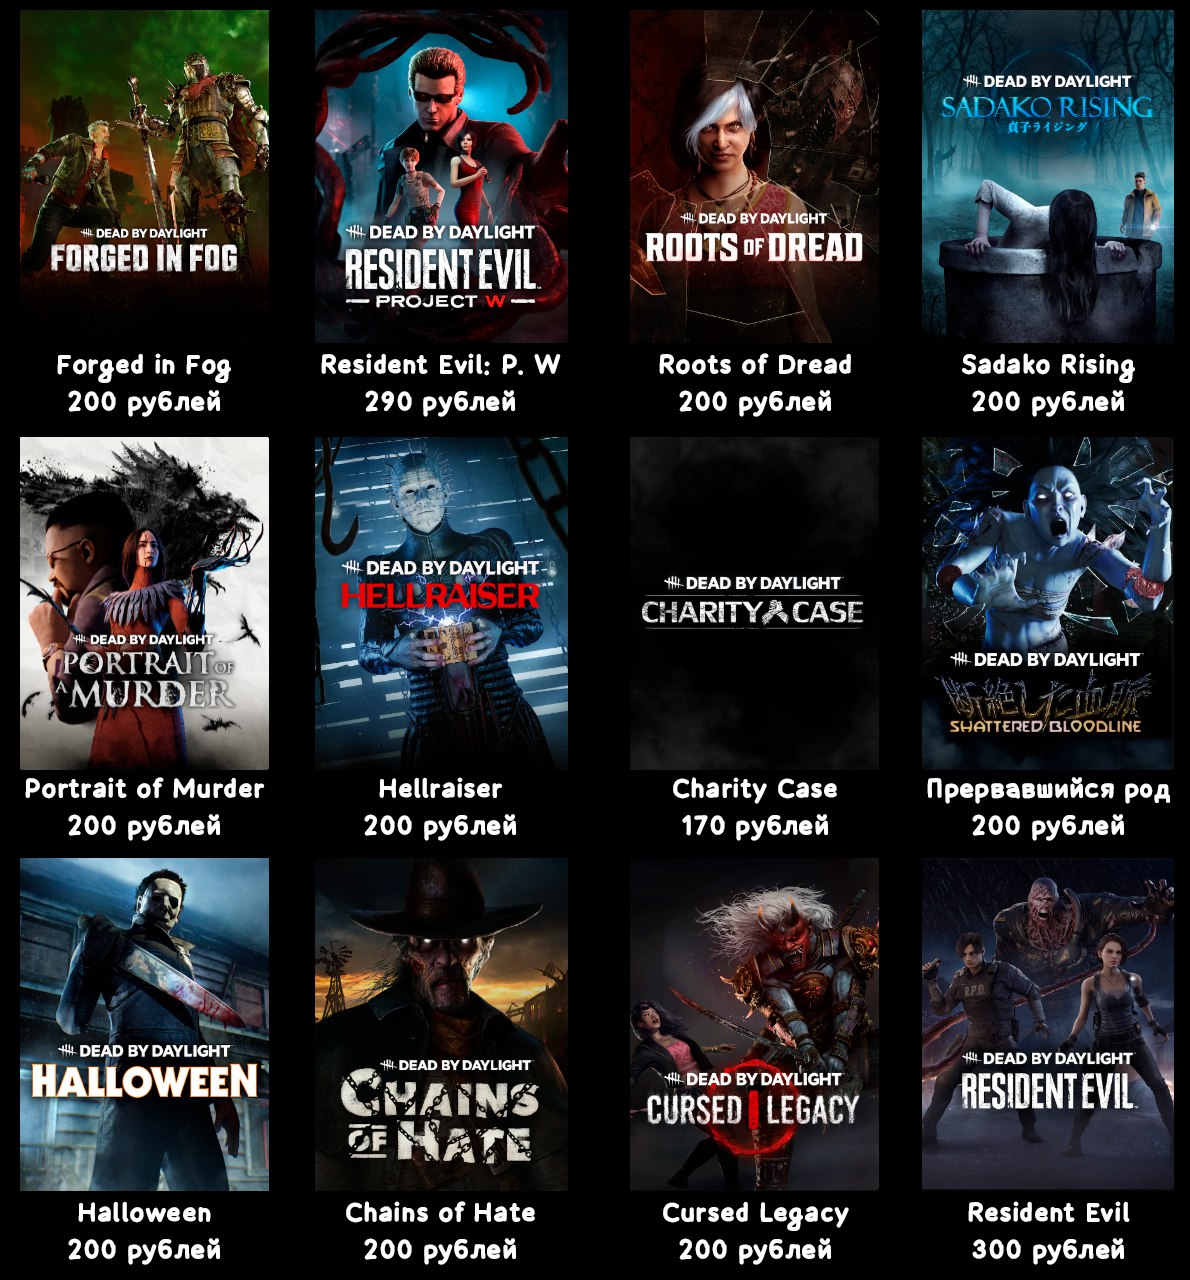 DEAD BY DAYLIGHT
FORGED IN FOG
Forged in Fog
200 рублей
DEAD BY DAYLIGHT
RESIDENT EVIL
PROJECT W
Resident Evil: P. W
290 рублей
DEAD BY DAYLIGHT
ROOTS OF DREAD
Roots of Dread
200 рублей
DEAD BY DAYLIGHT
SADAKO RISING
貞子ライジング
Sadako Rising
200 рублей
DEAD BY DAYLIGHT
PORTRAIT OF
A MURDER
Portrait of Murder
200 рублей
DEAD BY DAYLIGHT
HELLRAISER
Hellraiser
200 рублей
DEAD BY DAYLIGHT
CHARITY CASE
Charity Case
170 рублей
DEAD BY DAYLIGHT
断絶した血脈
SHATTERED BLOODLINE
Прервавшийся род
200 рублей
DEAD BY DAYLIGHT
HALLOWEEN
Halloween
200 рублей
DEAD BY DAYLIGHT
CHAINS
OF HATE
Chains of Hate
200 рублей
DEAD BY DAYLIGHT
CURSED LEGACY
Cursed Legacy
200 рублей
R.P.D.
DEAD BY DAYLIGHT
RESIDENT EVIL
Resident Evil
300 рублей